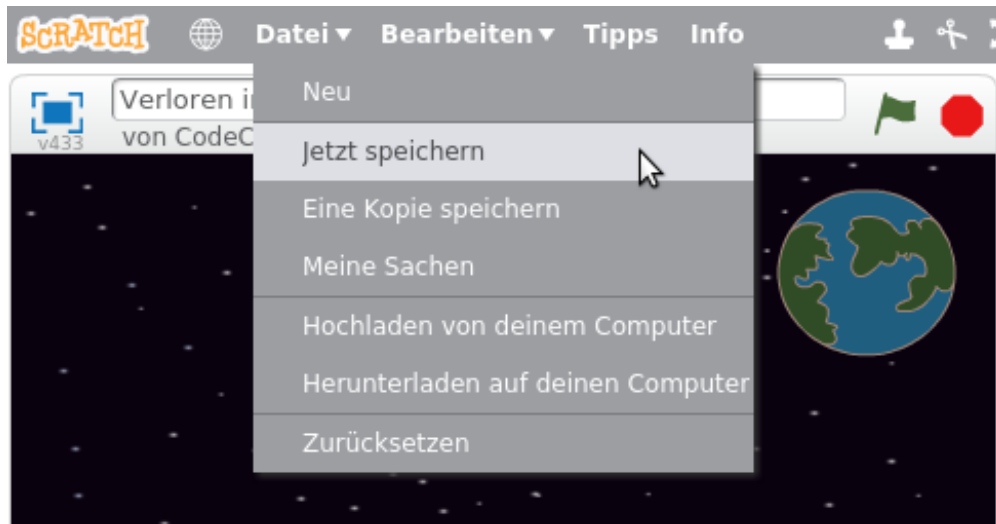 SCRATCH Datei Bearbeiten Tipps Info
Verloren i
von CodeC
v433
Neu
Jetzt speichern
Eine Kopie speichern
Meine Sachen
Hochladen von deinem Computer
Herunterladen auf deinen Computer
Zurücksetzen